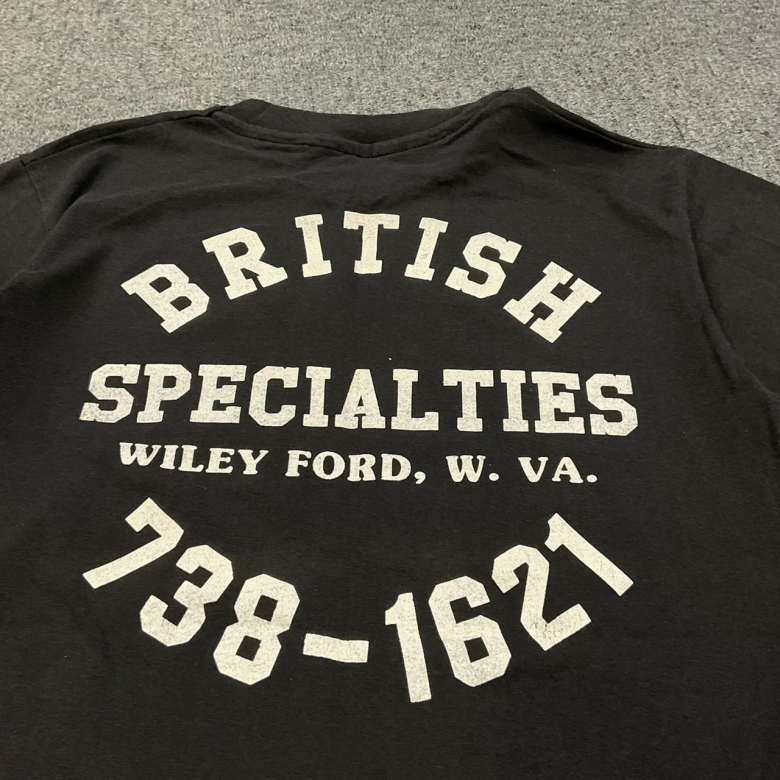 BRITISH
SPECIALTIES
WILEY FORD, W. VA.
738-1621